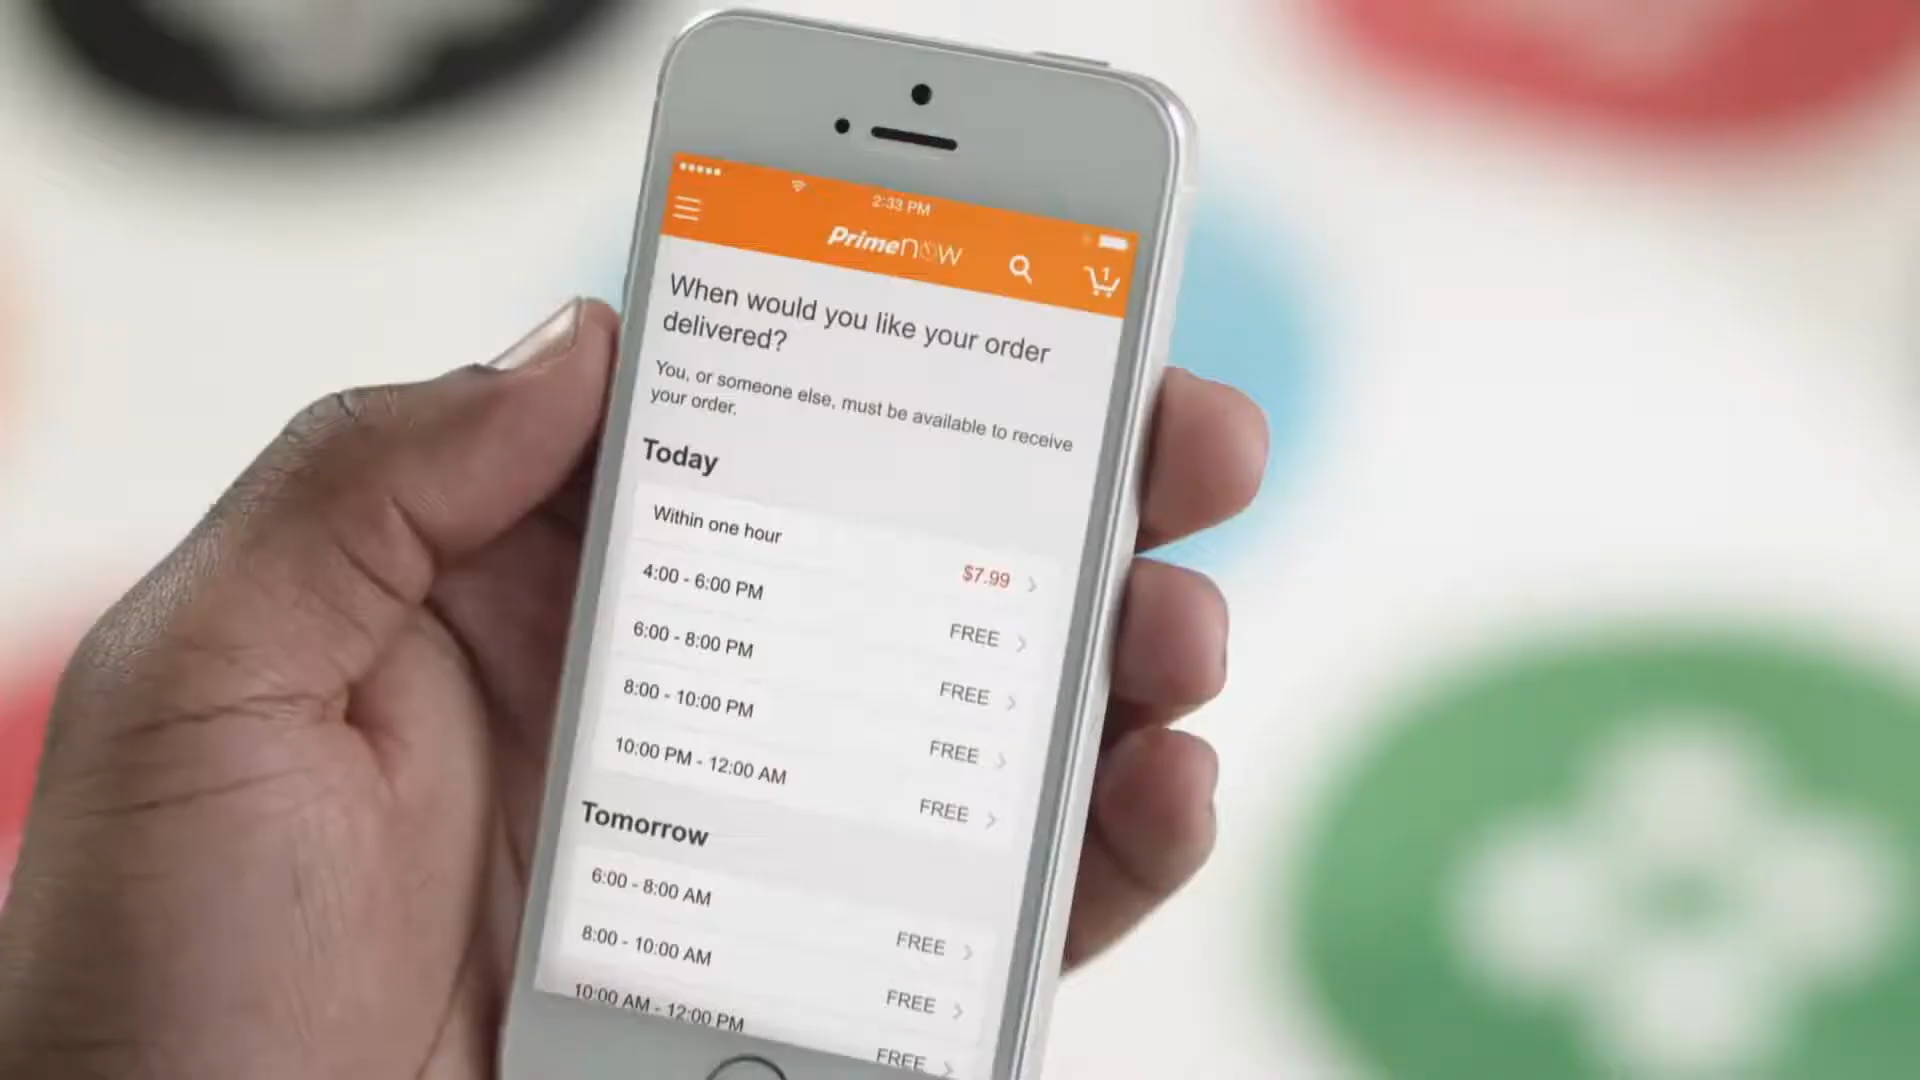 2:33 PM
Primenow
1
When would you like your order
delivered?
You, or someone else, must be available to receive
your order.
Today
Within one hour $7.99
4:00 - 6:00 PM FREE
6:00 - 8:00 PM FREE
8:00 - 10:00 PM FREE
10:00 PM - 12:00 AM FREE
Tomorrow
6:00 - 8:00 AM FREE
8:00 - 10:00 AM FREE
10:00 AM - 12:00 PM FREE